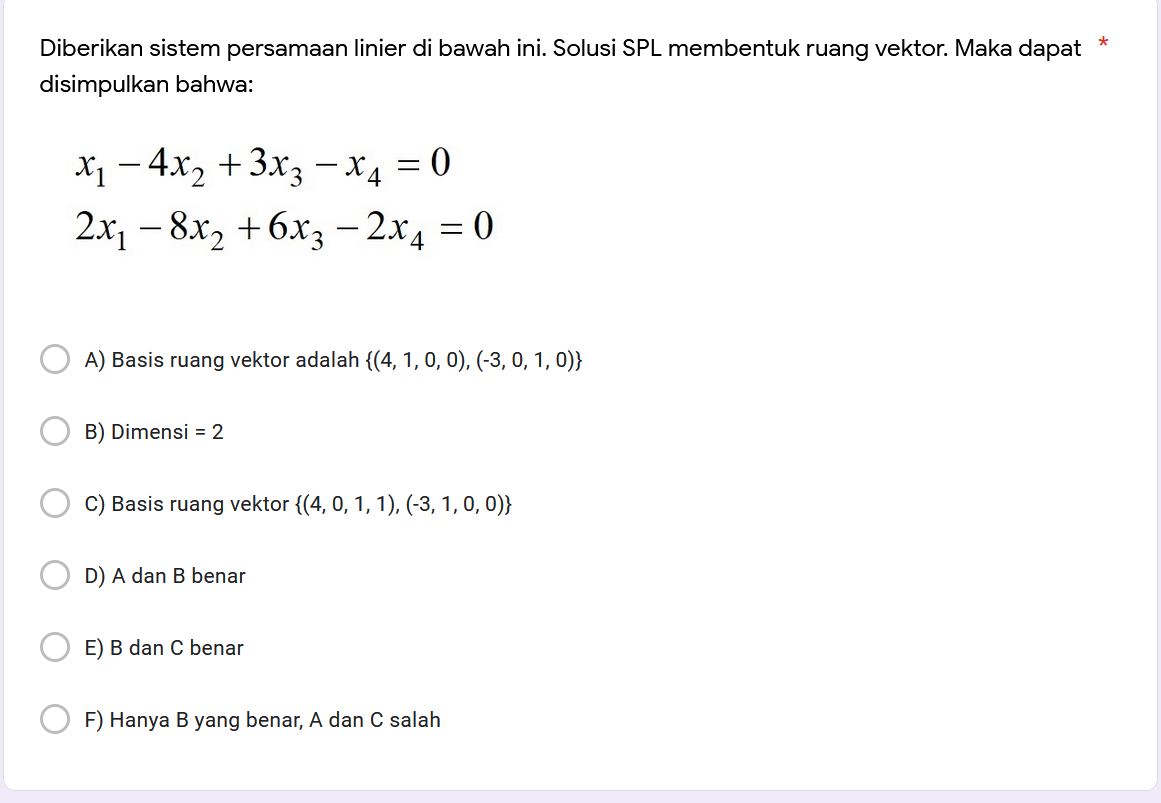 Diberikan sistem persamaan linier di bawah ini. Solusi SPL membentuk ruang vektor. Maka dapat *
disimpulkan bahwa:
x₁ − 4x₂ + 3x₃ − x₄ = 0
2x₁ − 8x₂ + 6x₃ − 2x₄ = 0
A) Basis ruang vektor adalah {(4, 1, 0, 0), (-3, 0, 1, 0)}
B) Dimensi = 2
C) Basis ruang vektor {(4, 0, 1, 1), (-3, 1, 0, 0)}
D) A dan B benar
E) B dan C benar
F) Hanya B yang benar, A dan C salah